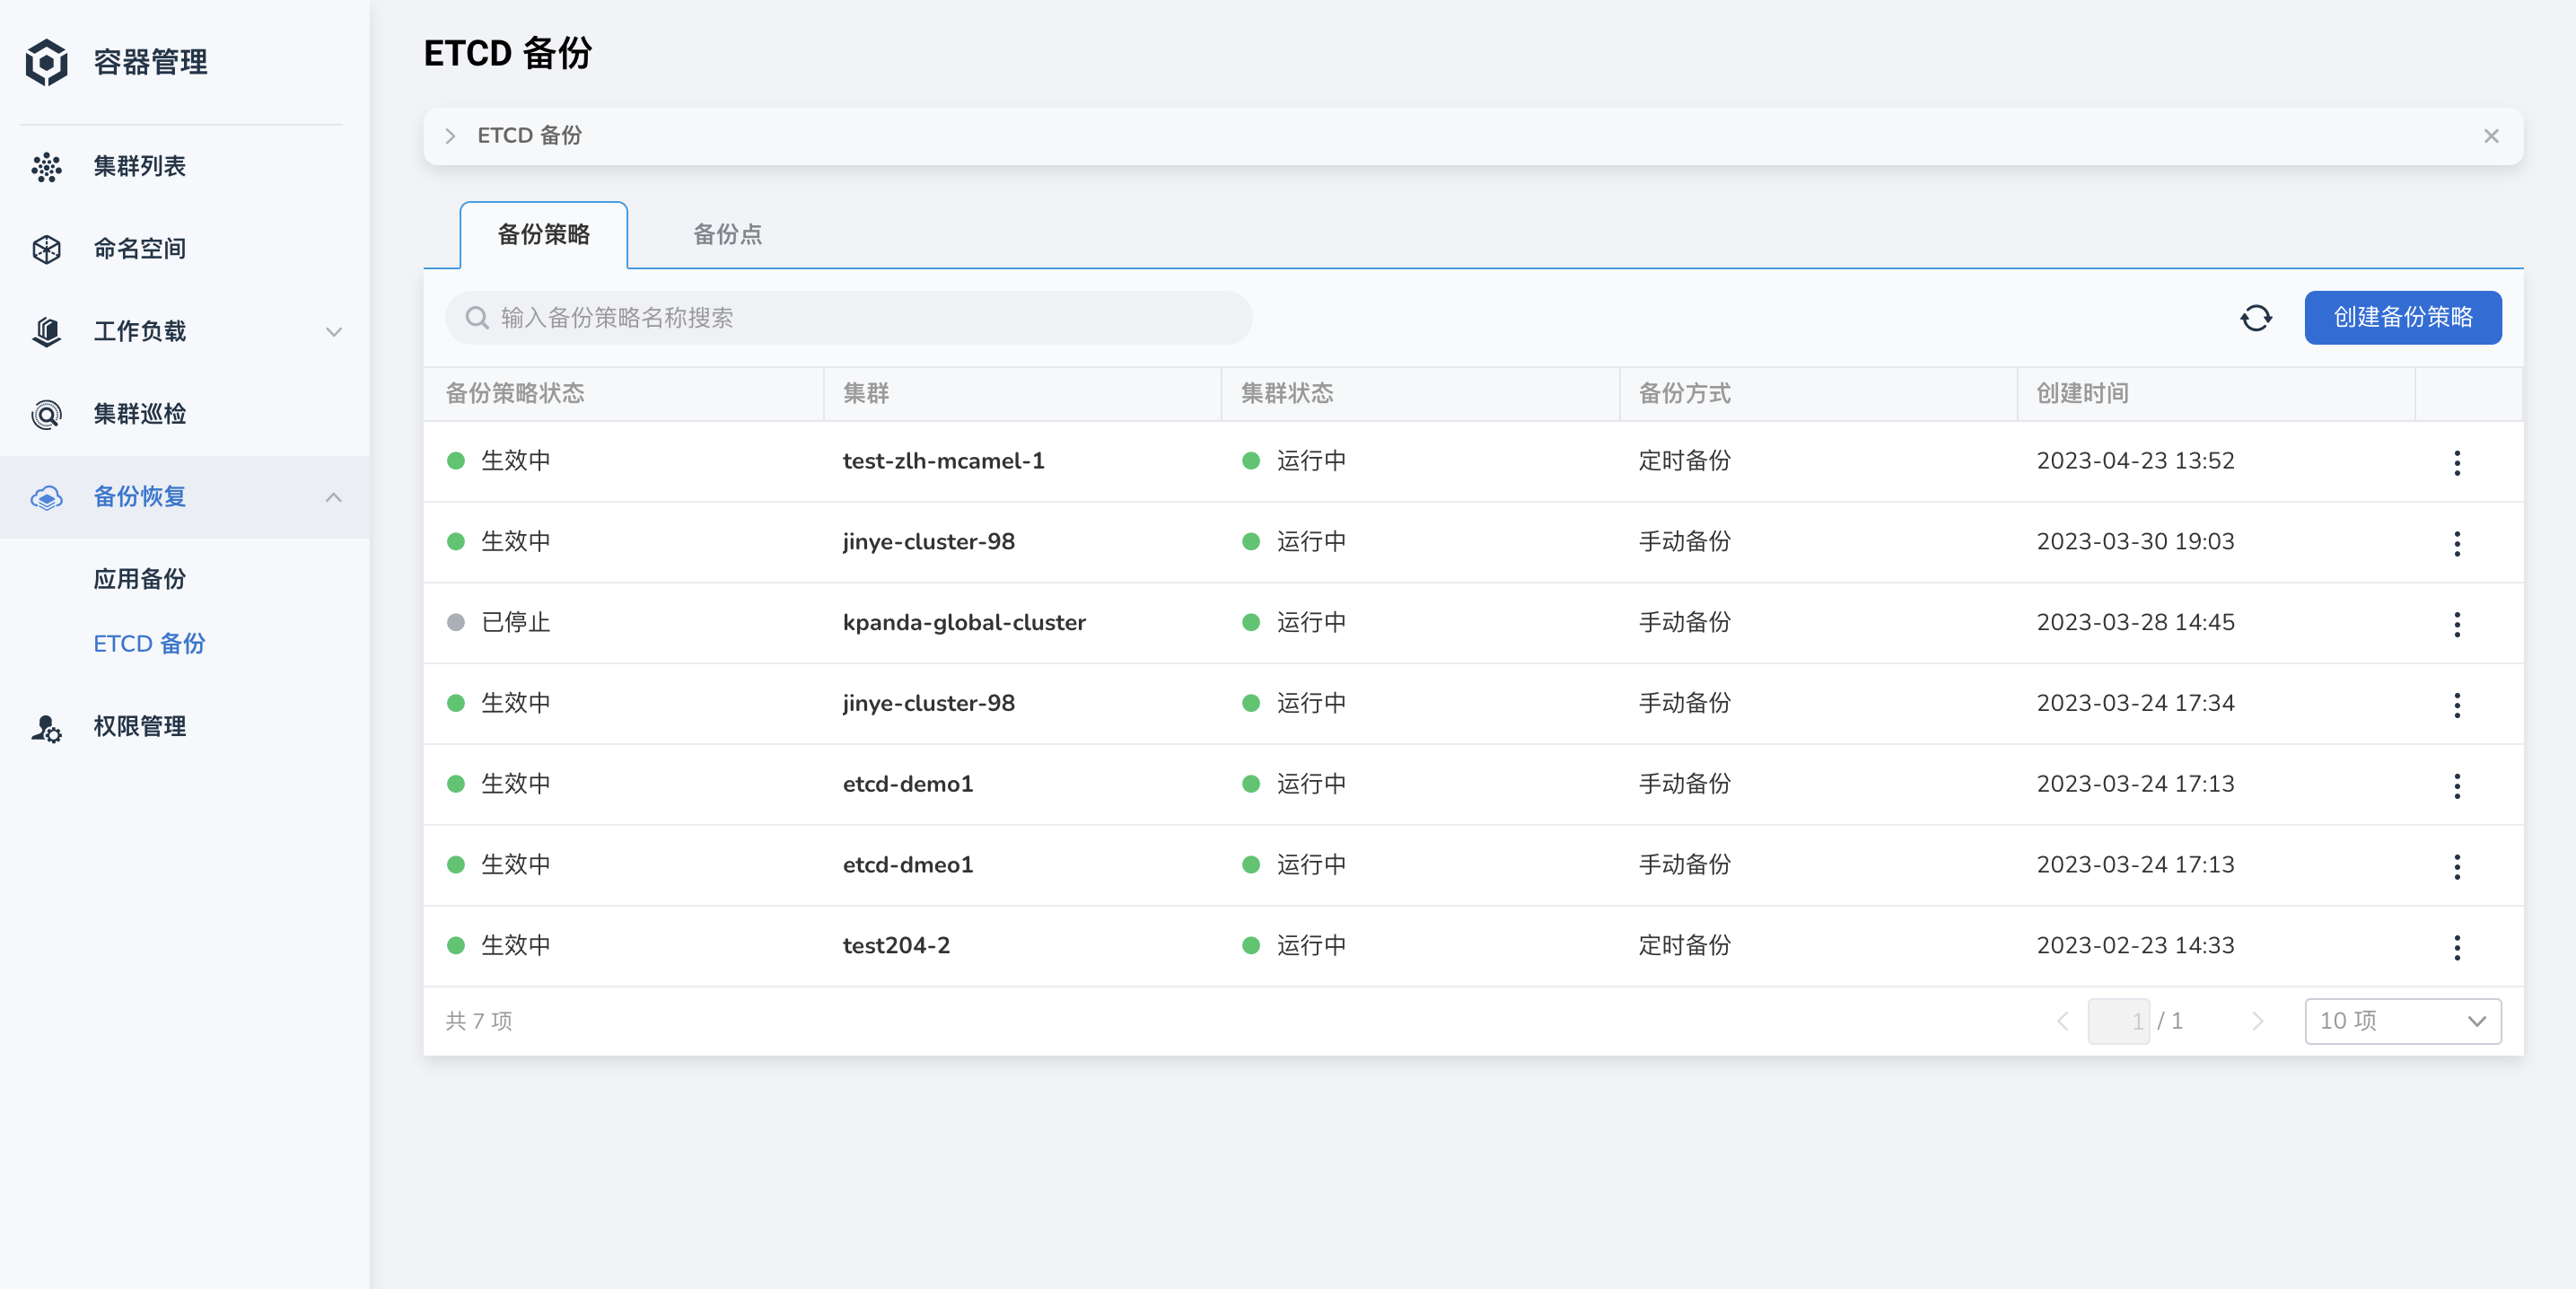 容器管理
集群列表
命名空间
工作负载
集群巡检
备份恢复
应用备份
ETCD 备份
权限管理
ETCD 备份
ETCD 备份
备份策略 备份点
输入备份策略名称搜索 创建备份策略
备份策略状态 集群 集群状态 备份方式 创建时间
生效中 test-zlh-mcamel-1 运行中 定时备份 2023-04-23 13:52
生效中 jinye-cluster-98 运行中 手动备份 2023-03-30 19:03
已停止 kpanda-global-cluster 运行中 手动备份 2023-03-28 14:45
生效中 jinye-cluster-98 运行中 手动备份 2023-03-24 17:34
生效中 etcd-demo1 运行中 手动备份 2023-03-24 17:13
生效中 etcd-dmeo1 运行中 手动备份 2023-03-24 17:13
生效中 test204-2 运行中 定时备份 2023-02-23 14:33
共 7 项 1 / 1 10 项